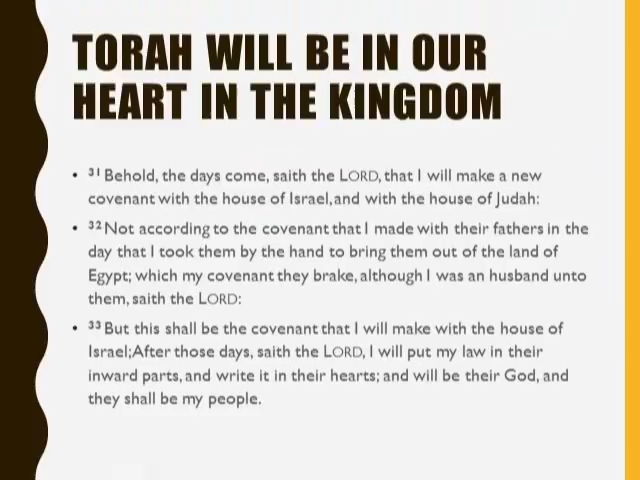 TORAH WILL BE IN OUR
HEART IN THE KINGDOM
• 31 Behold, the days come, saith the LORD, that I will make a new
covenant with the house of Israel, and with the house of Judah:
• 32 Not according to the covenant that I made with their fathers in the
day that I took them by the hand to bring them out of the land of
Egypt; which my covenant they brake, although I was an husband unto
them, saith the LORD:
• 33 But this shall be the covenant that I will make with the house of
Israel; After those days, saith the LORD, I will put my law in their
inward parts, and write it in their hearts; and will be their God, and
they shall be my people.